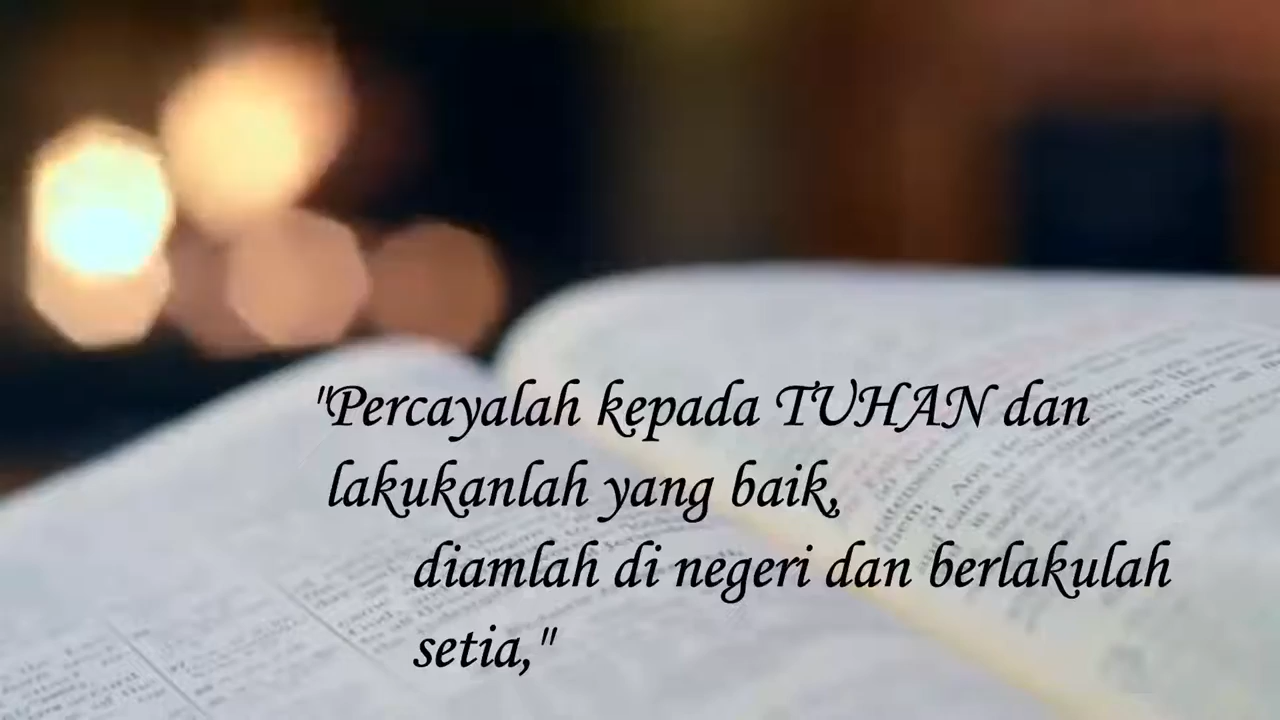 "Percayalah kepada TUHAN dan
lakukanlah yang baik,
diamlah di negeri dan berlakulah
setia,"